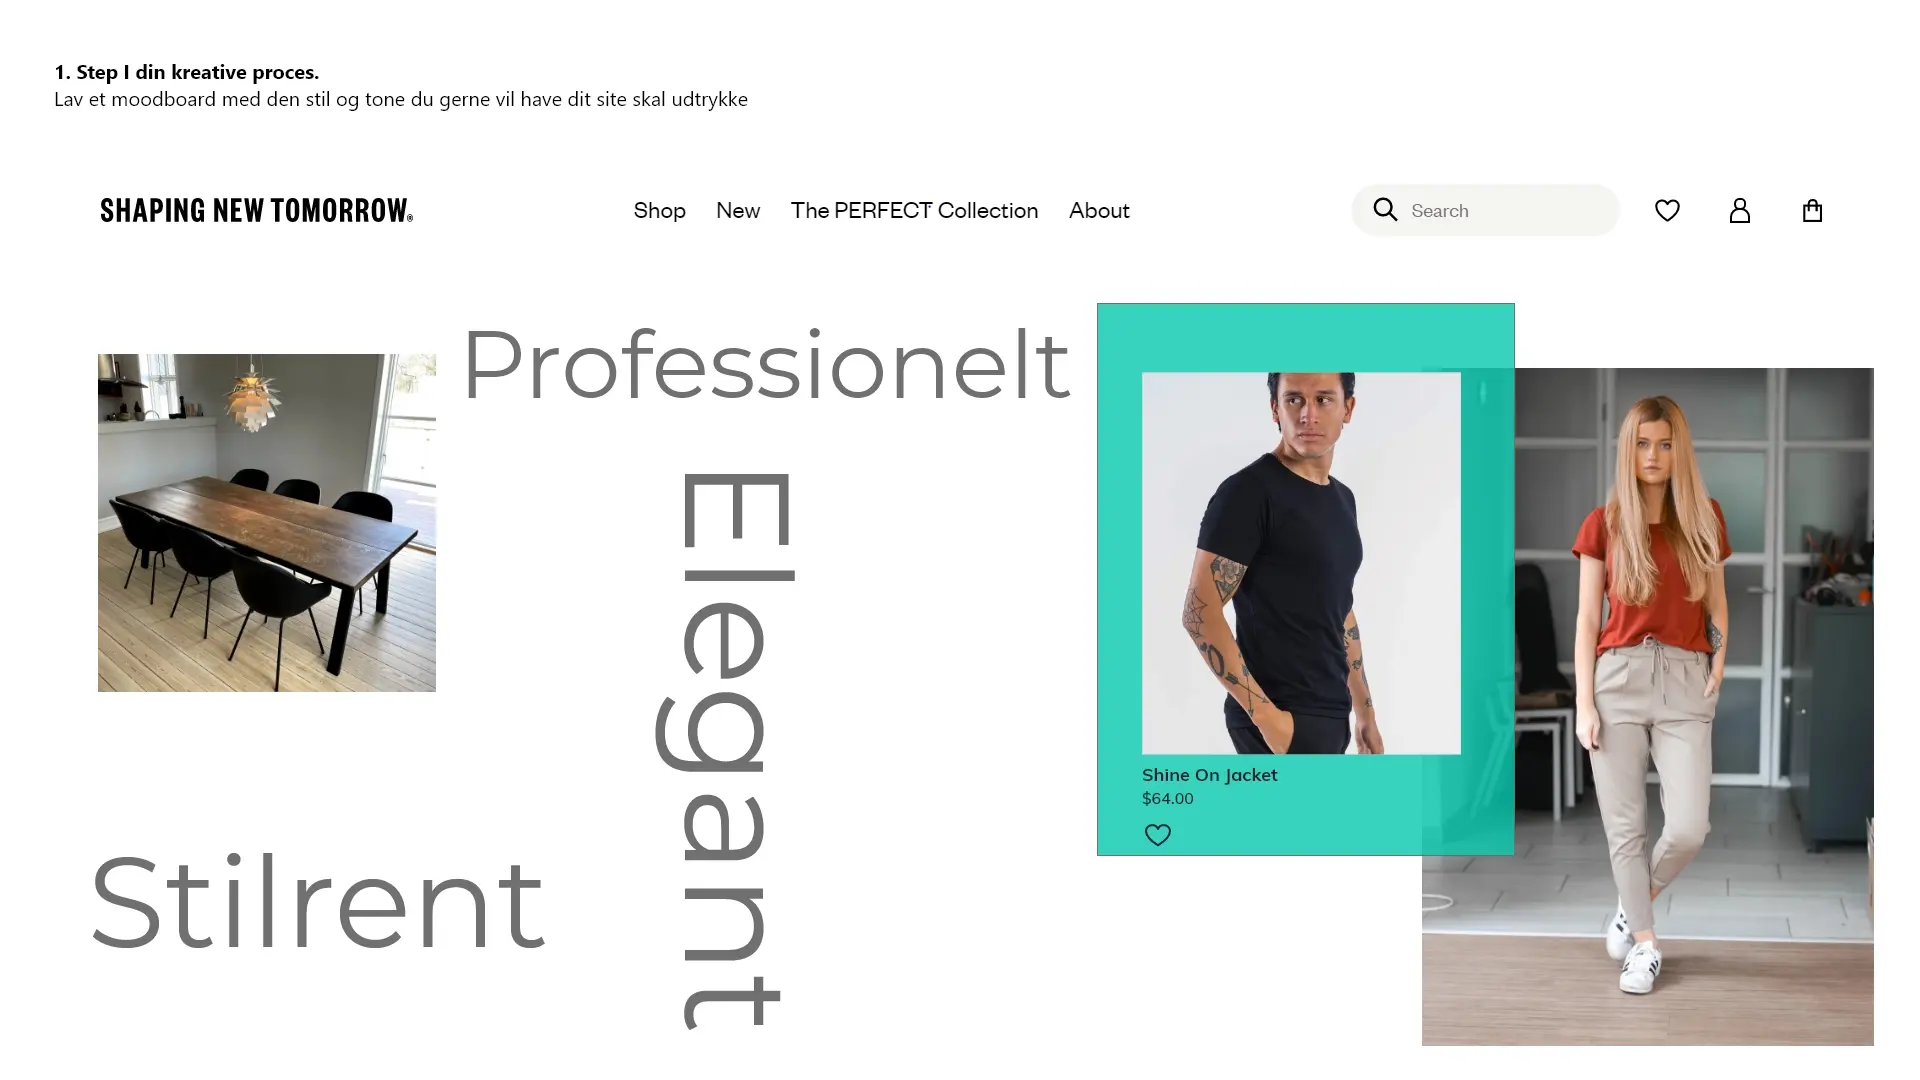 1. Step I din kreative proces.
Lav et moodboard med den stil og tone du gerne vil have dit site skal udtrykke
SHAPING NEW TOMORROW®
Shop New The PERFECT Collection About
Search
Professionelt
Elegant
Stilrent
Shine On Jacket
$64.00